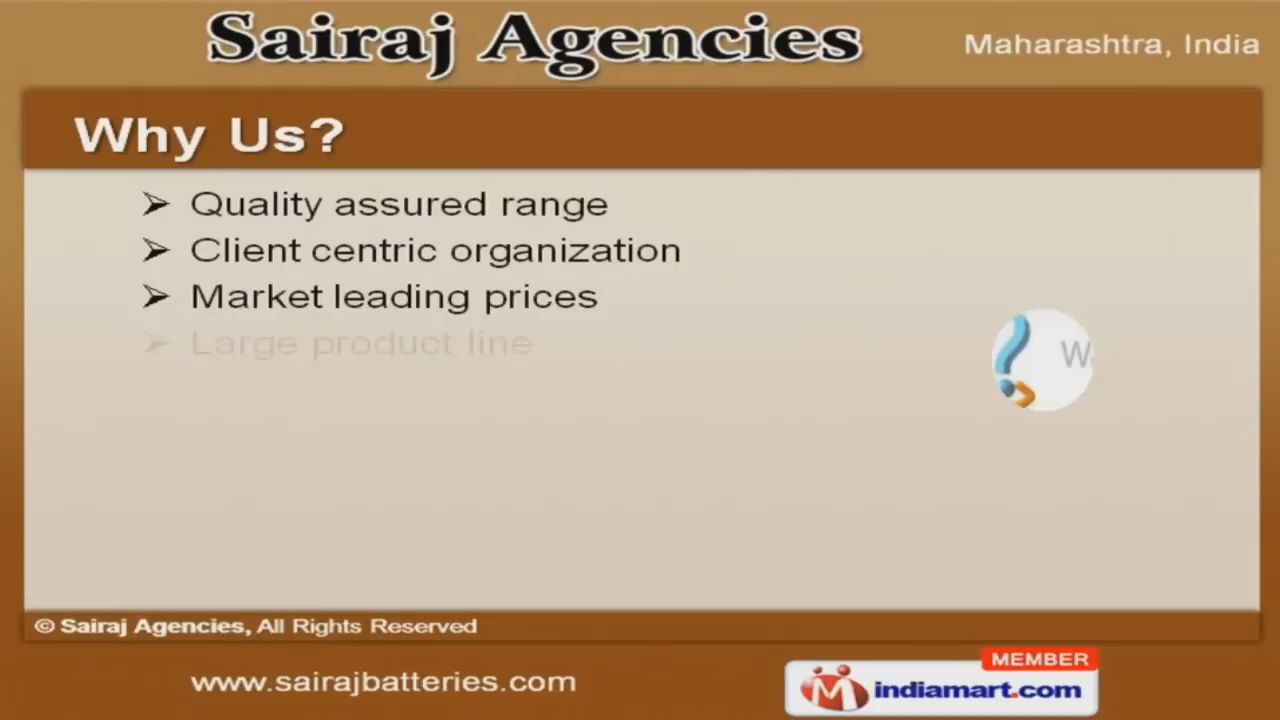 Sairaj Agencies
Maharashtra, India
Why Us?
➢ Quality assured range
➢ Client centric organization
➢ Market leading prices
➢ Large product line
© Sairaj Agencies, All Rights Reserved
www.sairajbatteries.com
MEMBER
indiamart.com